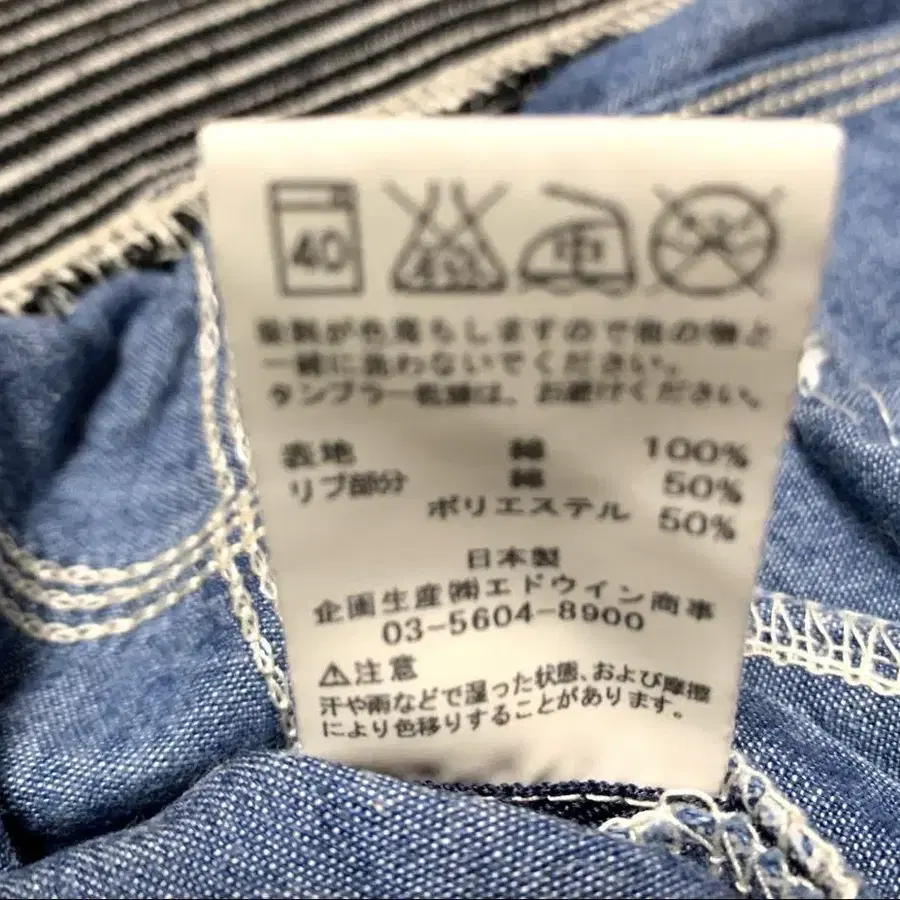 40
中
製剤が色落ちしますので他の物と
一緒に洗わないでください。
タンブラー乾燥は、お避けください。
表地 綿 100%
リブ部分 綿 50%
ポリエステル 50%
日本製
企画生産㈱エドウイン商事
03-5604-8900
⚠注意
汗や雨などで湿った状態、および摩擦
により色移りすることがあります。